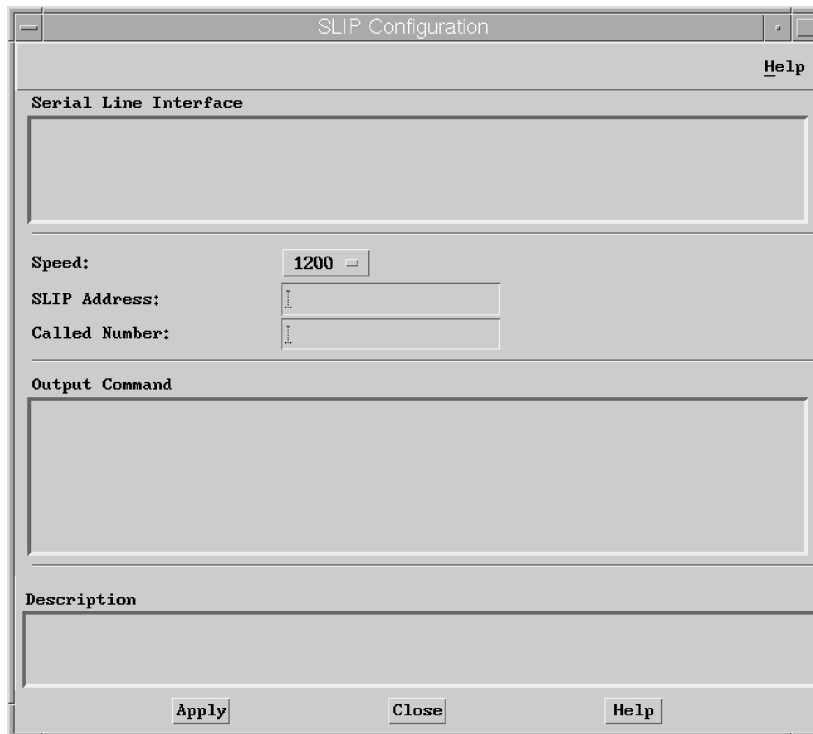 SLIP Configuration
Help
Serial Line Interface
Speed:
1200
SLIP Address:
Called Number:
Output Command
Description
Apply
Close
Help